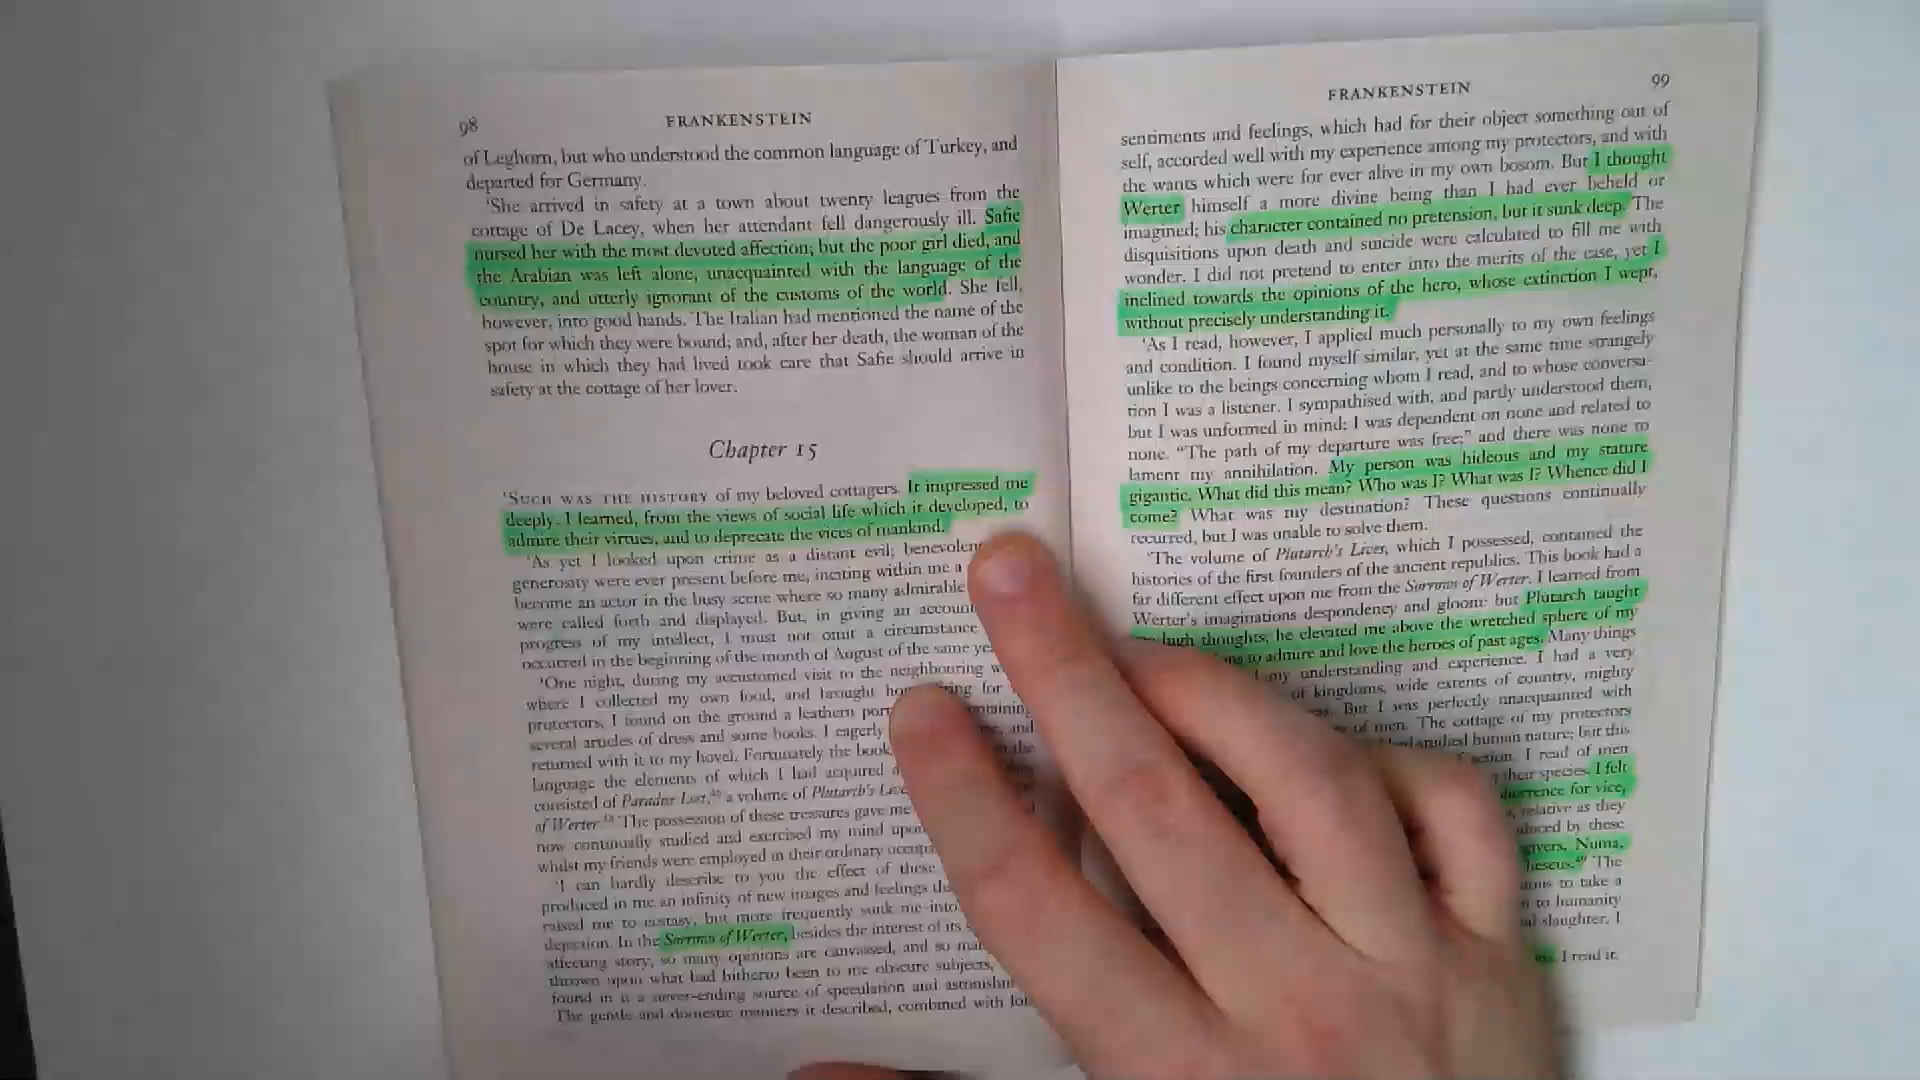 98
FRANKENSTEIN
of Leghorn, but who understood the common language of Turkey, and
departed for Germany.
'She arrived in safety at a town about twenty leagues from the
cottage of De Lacey, when her attendant fell dangerously ill. Safie
nursed her with the most devoted affection; but the poor girl died, and
the Arabian was left alone, unacquainted with the language of the
country, and utterly ignorant of the customs of the world. She fell,
however, into good hands. The Italian had mentioned the name of the
spot for which they were bound; and, after her death, the woman of the
house in which they had lived took care that Safie should arrive in
safety at the cottage of her lover.
Chapter 15
'SUCH WAS THE HISTORY of my beloved cottagers. It impressed me
deeply. I learned, from the views of social life which it developed, to
admire their virtues, and to deprecate the vices of mankind.
'As yet I looked upon crime as a distant evil; benevolen
generosity were ever present before me, inciting within me a
become an actor in the busy scene where so many admirable
were called forth and displayed. But, in giving an account
progress of my intellect, I must not omit a circumstance
occurred in the beginning of the month of August of the same ye
'One night, during my accustomed visit to the neighbouring w
where I collected my own food, and brought ho firing for
protectors, I found on the ground a leathern port ntaining
several articles of dress and some books. I eagerly and
returned with it to my hovel. Fortunately the book the
language the elements of which I had acquired a
consisted of Paradise Lost, a volume of Plutarch's Live
of Werter. The possession of these treasures gave me
now continually studied and exercised my mind upon
whilst my friends were employed in their ordinary occup
'I can hardly describe to you the effect of these
produced in me an infinity of new images and feelings th
raised me to ecstasy, but more frequently sunk me into
dejection. In the Sorrows of Werter, besides the interest of its s
affecting story, so many opinions are canvassed, and so ma
thrown upon what had hitherto been to me obscure subjects,
found in it a never-ending source of speculation and astonishm
The gentle and domestic manners it described, combined with lof
FRANKENSTEIN
99
sentiments and feelings, which had for their object something out of
self, accorded well with my experience among my protectors, and with
the wants which were for ever alive in my own bosom. But I thought
Werter himself a more divine being than I had ever beheld or
imagined; his character contained no pretension, but it sunk deep. The
disquisitions upon death and suicide were calculated to fill me with
wonder. I did not pretend to enter into the merits of the case, yet I
inclined towards the opinions of the hero, whose extinction I wept,
without precisely understanding it.
'As I read, however, I applied much personally to my own feelings
and condition. I found myself similar, yet at the same time strangely
unlike to the beings concerning whom I read, and to whose conversa-
tion I was a listener. I sympathised with, and partly understood them,
but I was unformed in mind; I was dependent on none and related to
none. "The path of my departure was free;" and there was none to
lament my annihilation. My person was hideous and my stature
gigantic. What did this mean? Who was I? What was I? Whence did I
come? What was my destination? These questions continually
recurred, but I was unable to solve them.
'The volume of Plutarch's Lives, which I possessed, contained the
histories of the first founders of the ancient republics. This book had a
far different effect upon me from the Sorrows of Werter. I learned from
Werter's imaginations despondency and gloom: but Plutarch taught
high thoughts; he elevated me above the wretched sphere of my
to admire and love the heroes of past ages. Many things
my understanding and experience. I had a very
of kingdoms, wide extents of country, mighty
But I was perfectly unacquainted with
of men. The cottage of my protectors
had studied human nature; but this
action. I read of men
their species. I felt
horrence for vice,
relative as they
duced by these
givers, Numa,
heseus. The
to take a
to humanity
slaughter, I
I read it.